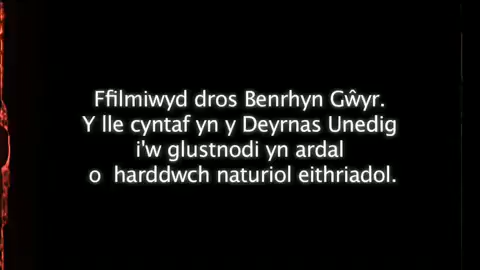 Ffilmiwyd dros Benrhyn Gŵyr.
Y lle cyntaf yn y Deyrnas Unedig
i'w glustnodi yn ardal
o harddwch naturiol eithriadol.